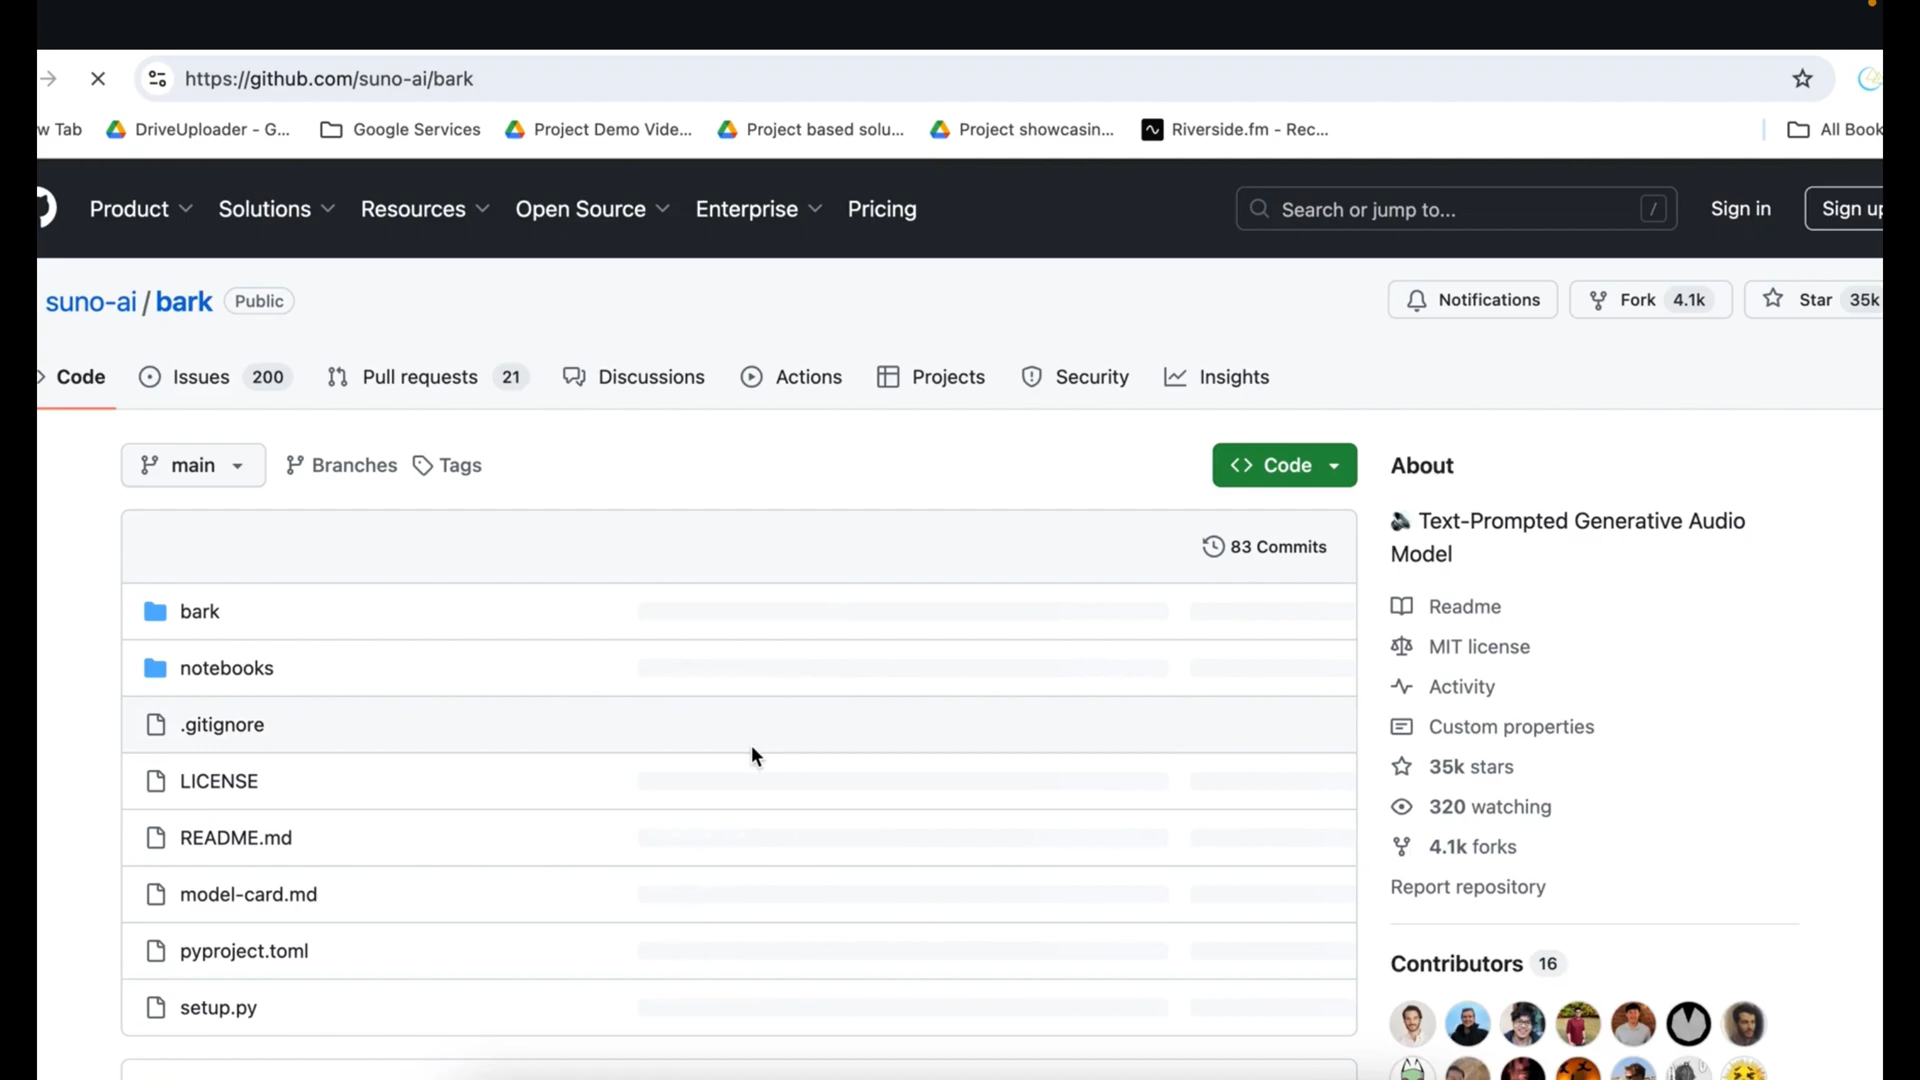 https://github.com/suno-ai/bark
w Tab DriveUploader - G... Google Services Project Demo Vide... Project based solu... Project showcasin... Riverside.fm - Rec... All Book
Product Solutions Resources Open Source Enterprise Pricing Search or jump to... / Sign in Sign up
suno-ai / bark Public Notifications Fork 4.1k Star 35k
Code Issues 200 Pull requests 21 Discussions Actions Projects Security Insights
main Branches Tags Code About
Text-Prompted Generative Audio
Model
83 Commits
bark
notebooks
.gitignore
LICENSE
README.md
model-card.md
pyproject.toml
setup.py
Readme
MIT license
Activity
Custom properties
35k stars
320 watching
4.1k forks
Report repository
Contributors 16